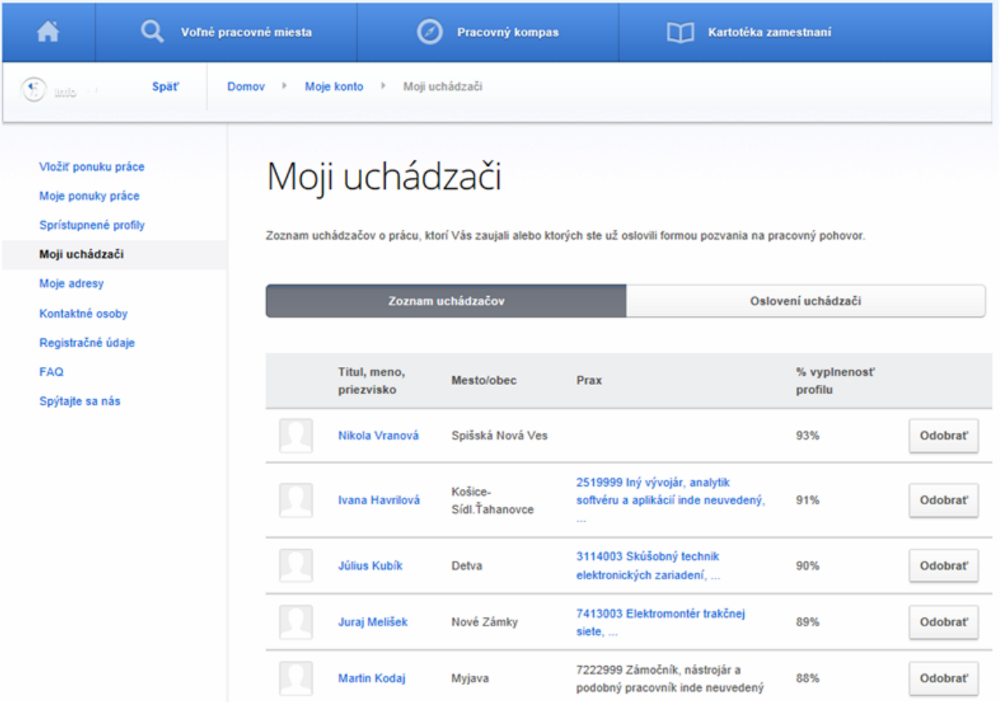 Voľné pracovné miesta
Pracovný kompas
Kartotéka zamestnaní
Späť
Domov
Moje konto
Moji uchádzači
Vložiť ponuku práce
Moje ponuky práce
Sprístupnené profily
Moji uchádzači
Moje adresy
Kontaktné osoby
Registračné údaje
FAQ
Spýtajte sa nás
Moji uchádzači
Zoznam uchádzačov o prácu, ktorí Vás zaujali alebo ktorých ste už oslovili formou pozvania na pracovný pohovor.
Zoznam uchádzačov
Oslovení uchádzači
Titul, meno,
priezvisko
Mesto/obec
Prax
% vyplnenosť
profilu
Nikola Vranová
Spišská Nová Ves
93%
Odobrať
Ivana Havrilová
Košice-
Sídl.Ťahanovce
2519999 Iný vývojár, analytik
softvéru a aplikácií inde neuvedený,
...
91%
Odobrať
Július Kubík
Detva
3114003 Skúšobný technik
elektronických zariadení, ...
90%
Odobrať
Juraj Melišek
Nové Zámky
7413003 Elektromontér trakčnej
siete, ...
89%
Odobrať
Martin Kodaj
Myjava
7222999 Zámočník, nástrojár a
podobný pracovník inde neuvedený
88%
Odobrať